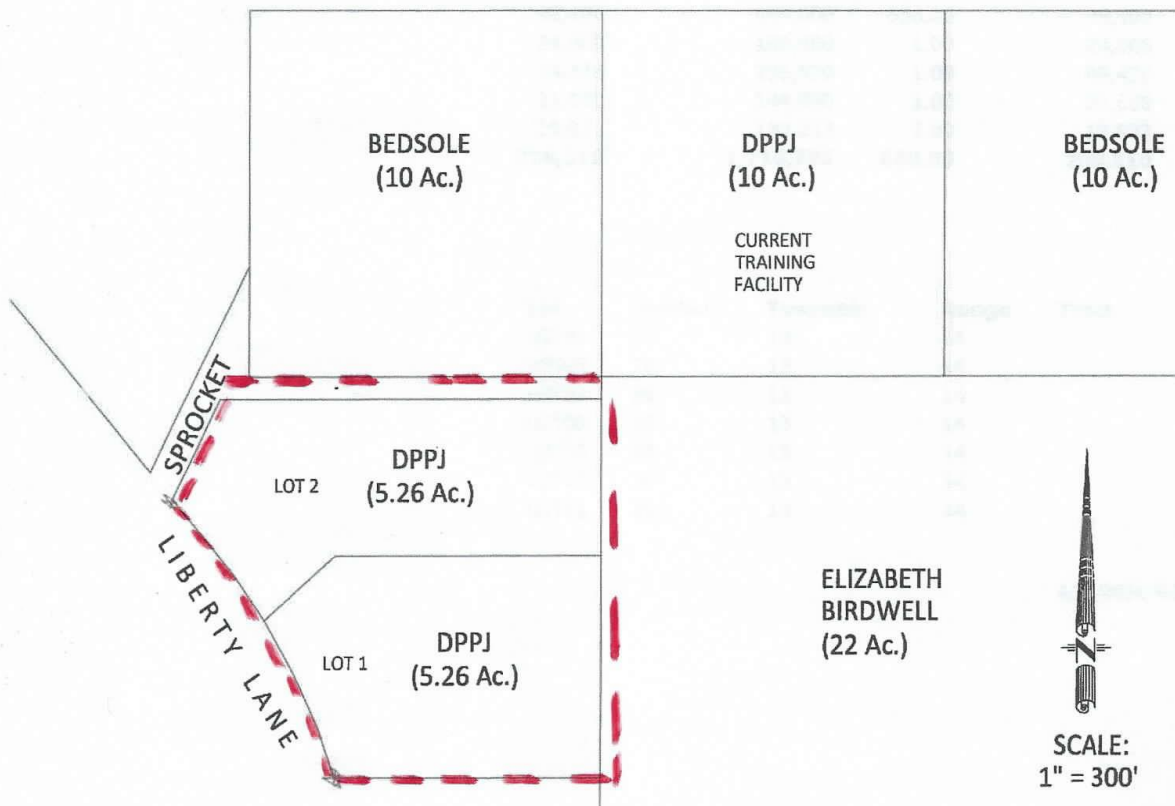 BEDSOLE
(10 Ac.)
DPPJ
(10 Ac.)
CURRENT
TRAINING
FACILITY
BEDSOLE
(10 Ac.)
SPROCKET
LOT 2
DPPJ
(5.26 Ac.)
LIBERTY LANE
LOT 1
DPPJ
(5.26 Ac.)
ELIZABETH
BIRDWELL
(22 Ac.)
SCALE:
1" = 300'